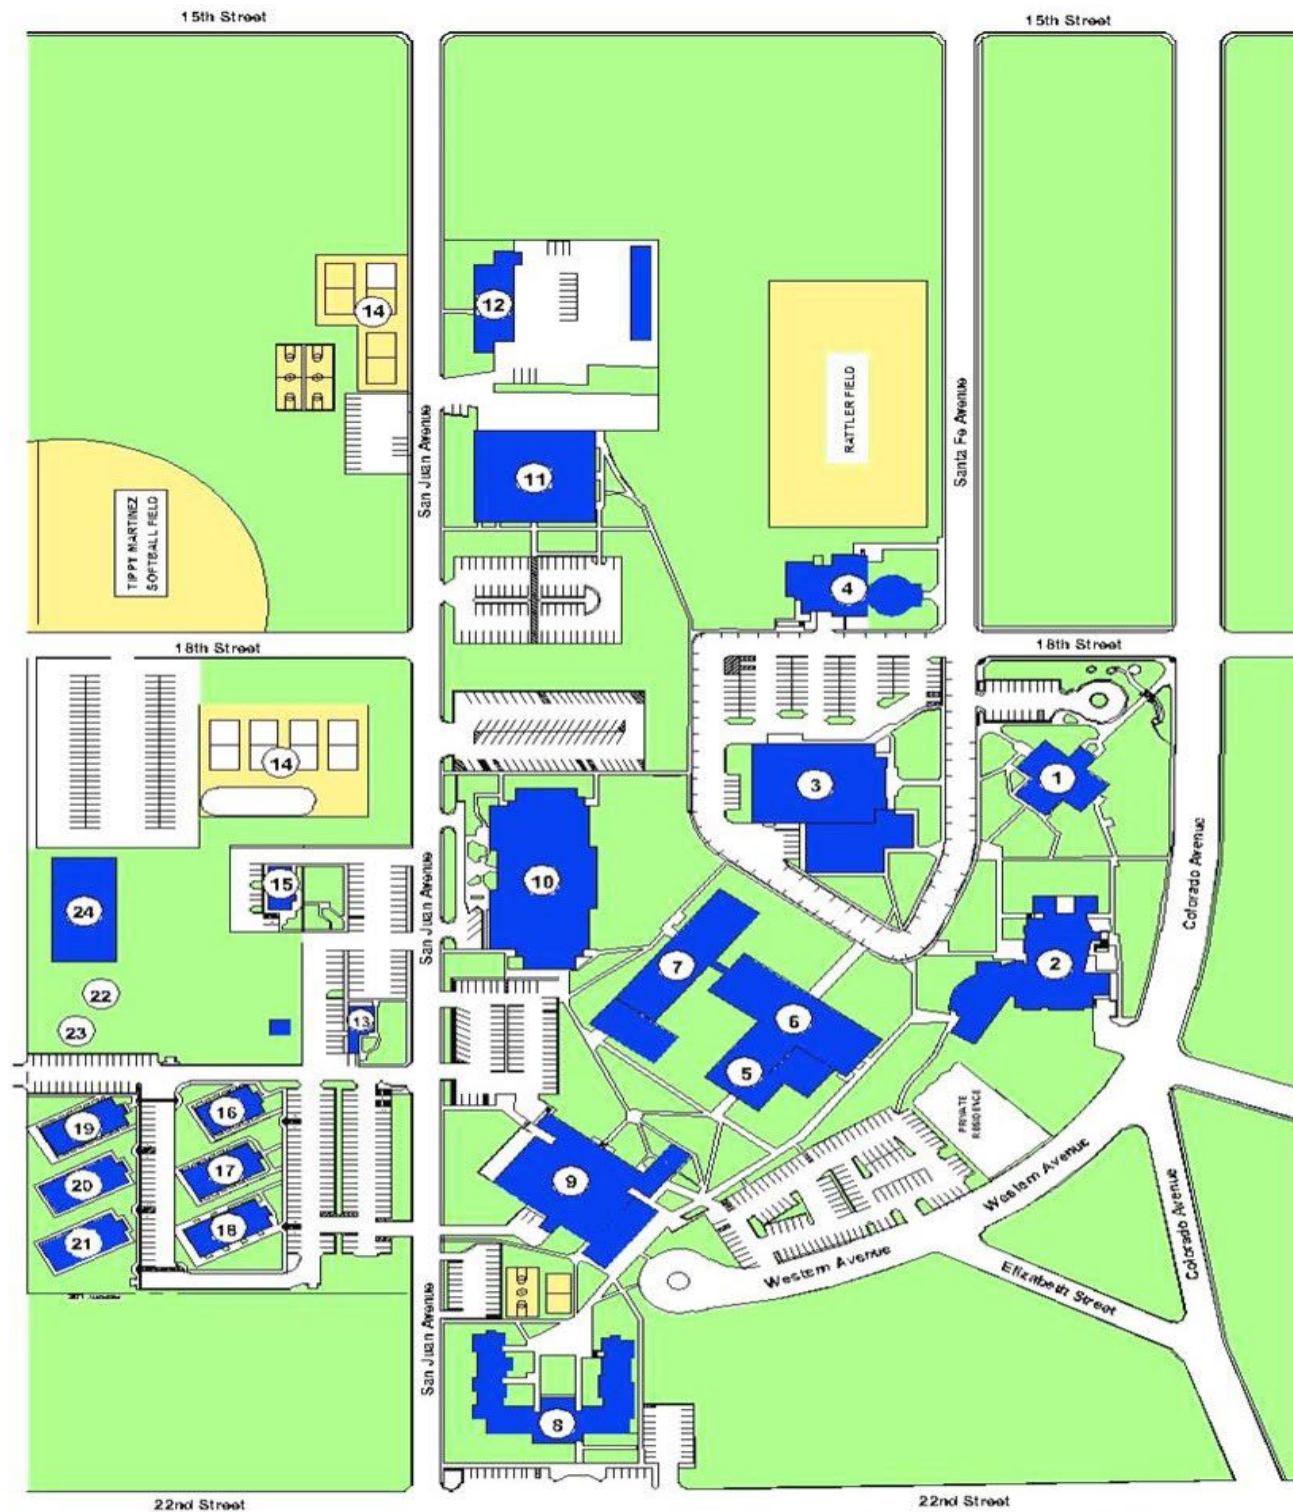 15th Street
15th Street
12
14
San Juan Avenue
RATTLER FIELD
Santa Fe Avenue
11
TIPPY MARTINEZ
SOFTBALL FIELD
4
18th Street
18th Street
14
3
1
15
10
Colorado Avenue
24
San Juan Avenue
7
2
22
6
23
13
5
PRIVATE
RESIDENCE
16
19
17
9
20
Western Avenue
18
21
Western Avenue
Colorado Avenue
Elizabeth Street
San Juan Avenue
8
22nd Street
22nd Street